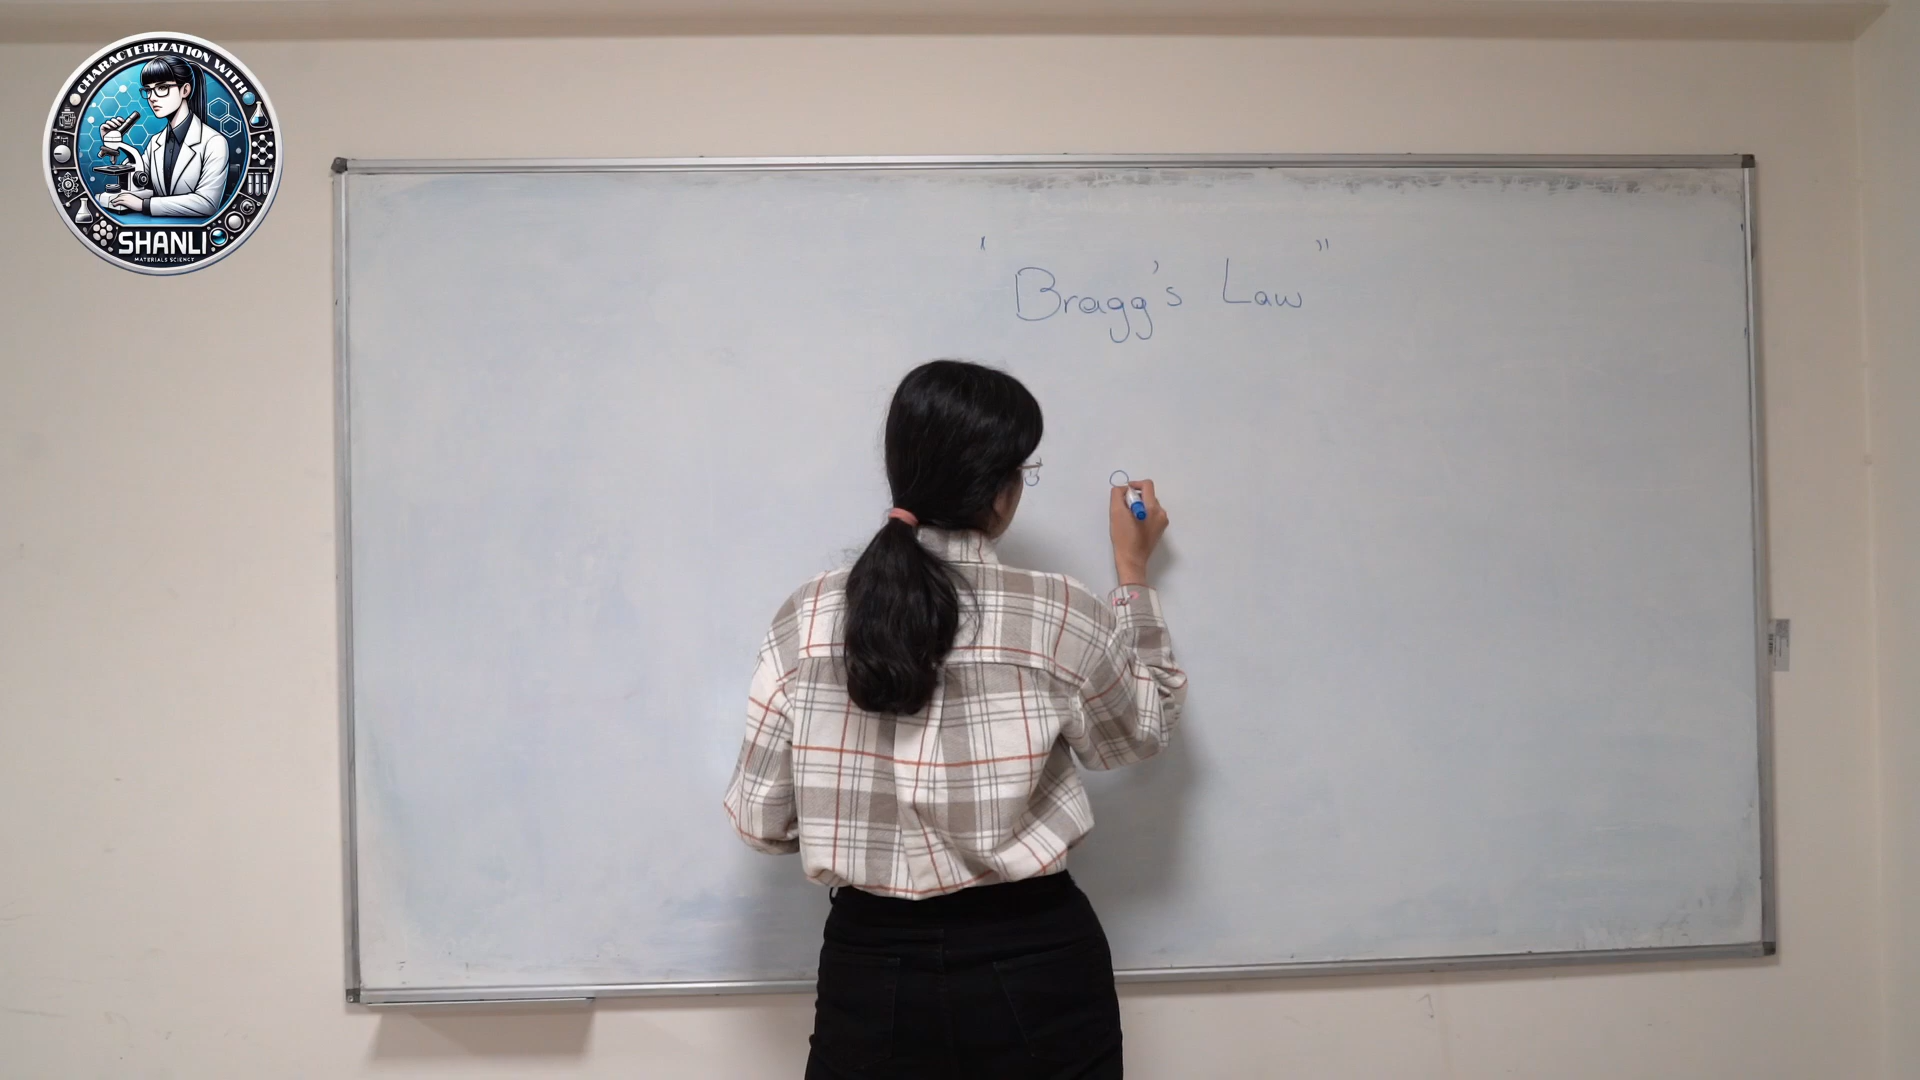 CHARACTERIZATION WITH
SHANLI
MATERIALS SCIENCE
" Bragg's Law "